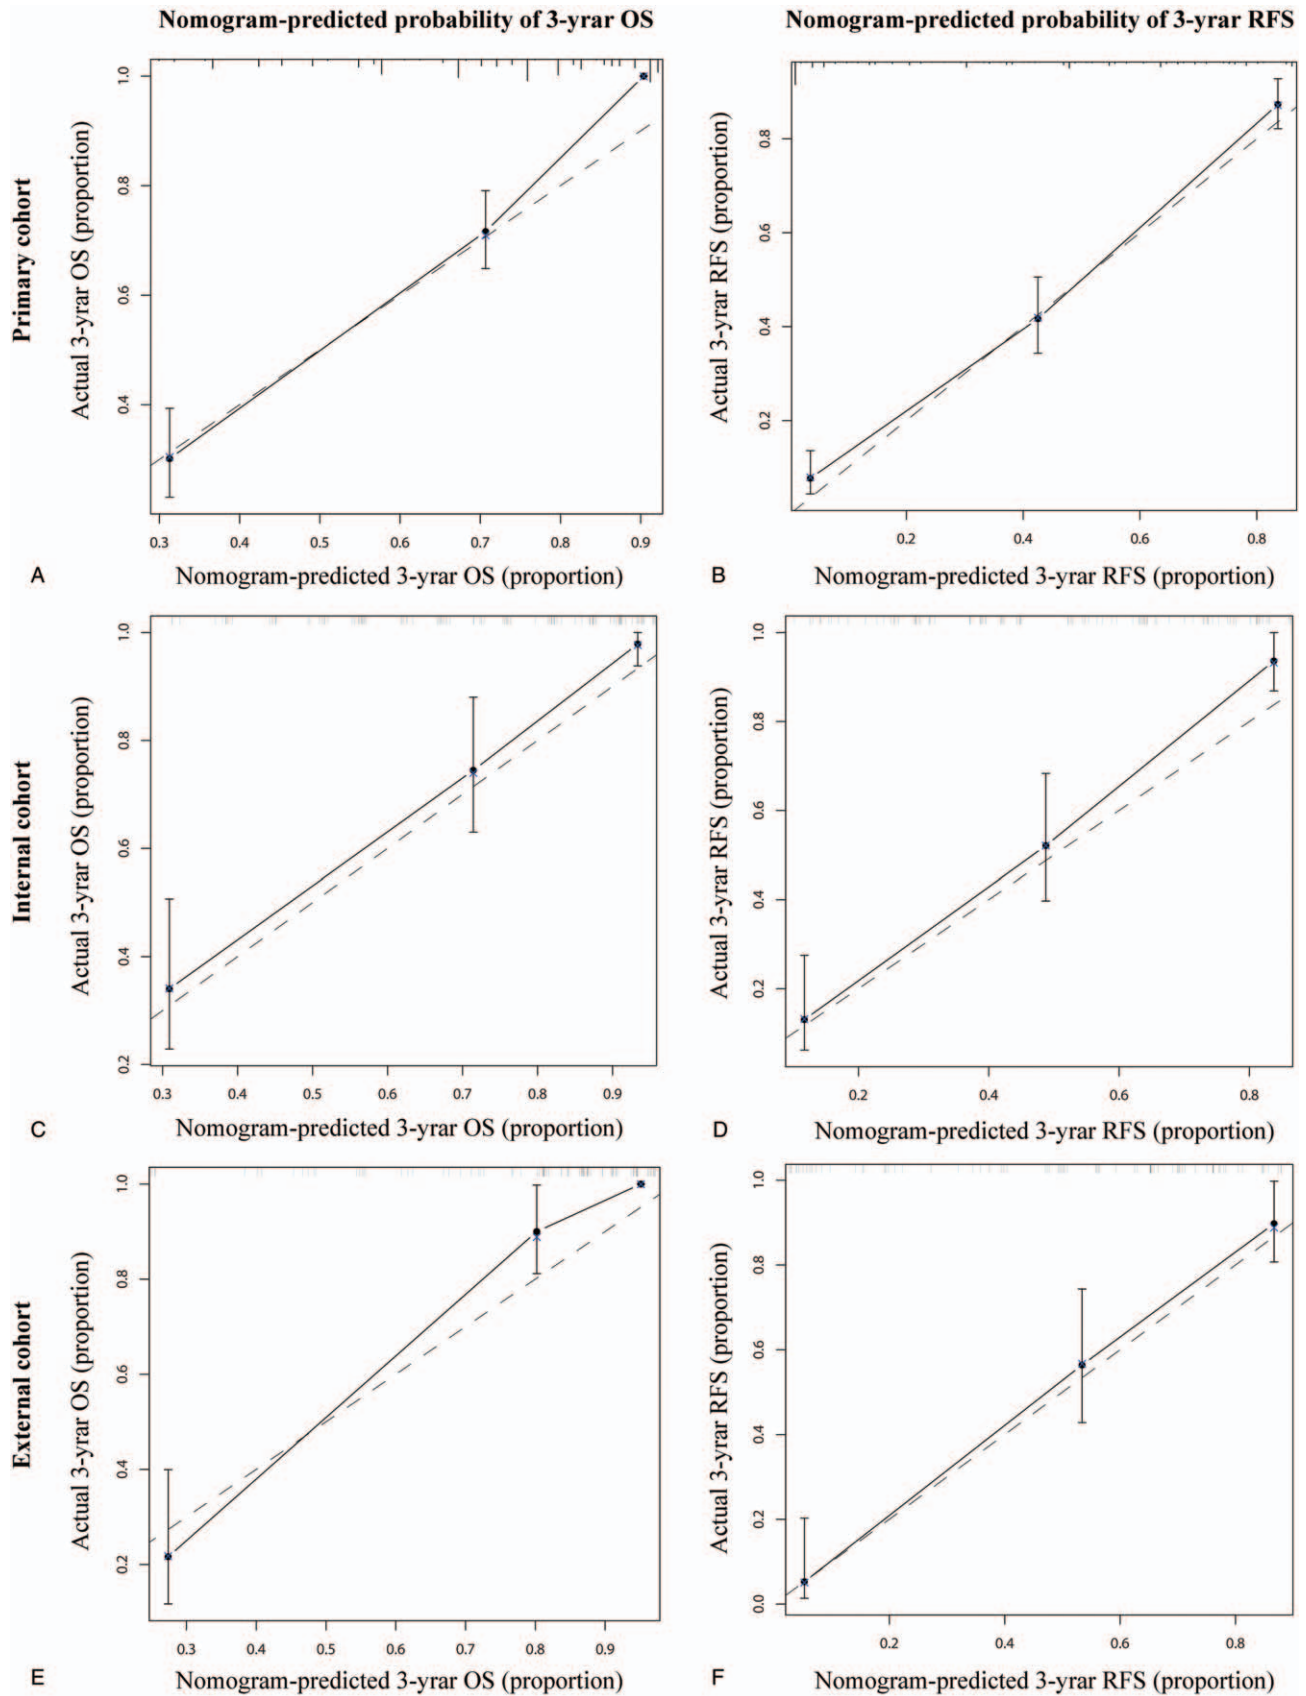 Nomogram-predicted probability of 3-yrar OS
Nomogram-predicted probability of 3-yrar RFS
Primary cohort
Actual 3-yrar OS (proportion)
1.0
0.8
0.6
0.4
0.3 0.4 0.5 0.6 0.7 0.8 0.9
A
Nomogram-predicted 3-yrar OS (proportion)
Actual 3-yrar RFS (proportion)
0.8
0.6
0.4
0.2
0.2 0.4 0.6 0.8
B
Nomogram-predicted 3-yrar RFS (proportion)
Internal cohort
Actual 3-yrar OS (proportion)
1.0
0.8
0.6
0.4
0.2
0.3 0.4 0.5 0.6 0.7 0.8 0.9
C
Nomogram-predicted 3-yrar OS (proportion)
Actual 3-yrar RFS (proportion)
1.0
0.8
0.6
0.4
0.2
0.2 0.4 0.6 0.8
D
Nomogram-predicted 3-yrar RFS (proportion)
External cohort
Actual 3-yrar OS (proportion)
1.0
0.8
0.6
0.4
0.2
0.3 0.4 0.5 0.6 0.7 0.8 0.9
E
Nomogram-predicted 3-yrar OS (proportion)
Actual 3-yrar RFS (proportion)
1.0
0.8
0.6
0.4
0.2
0.0
0.2 0.4 0.6 0.8
F
Nomogram-predicted 3-yrar RFS (proportion)